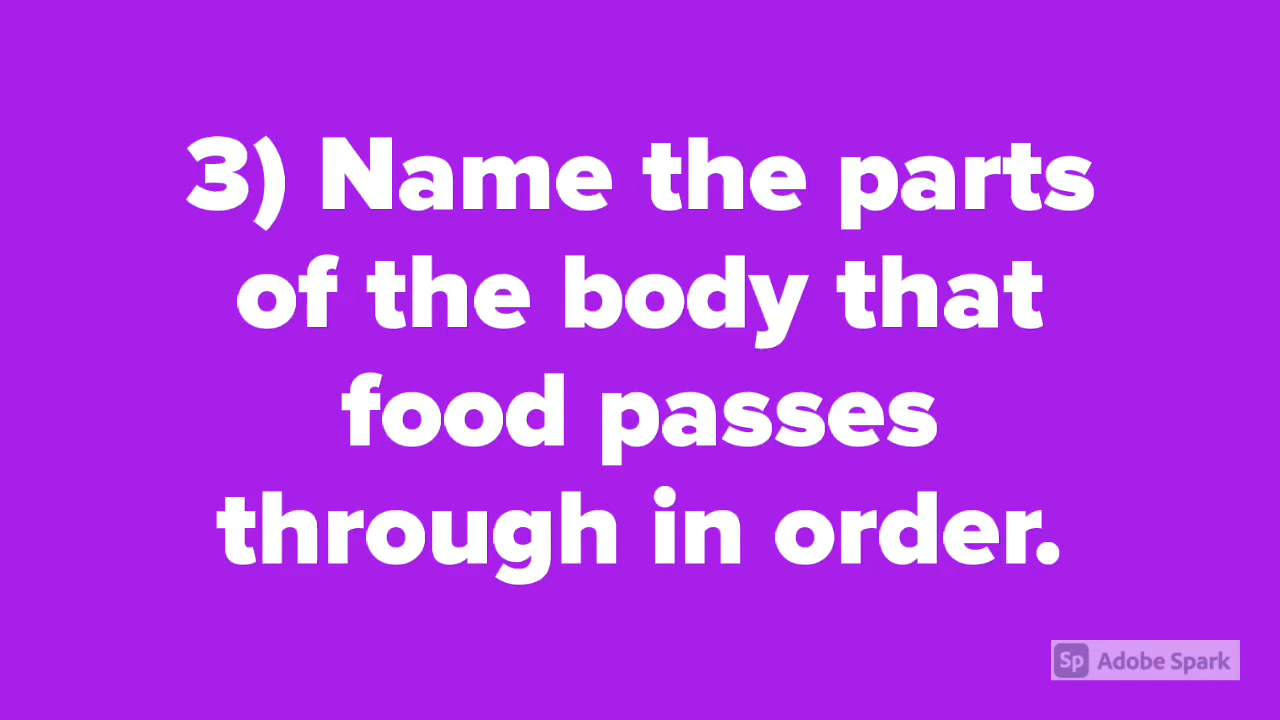 3) Name the parts
of the body that
food passes
through in order.
Sp Adobe Spark